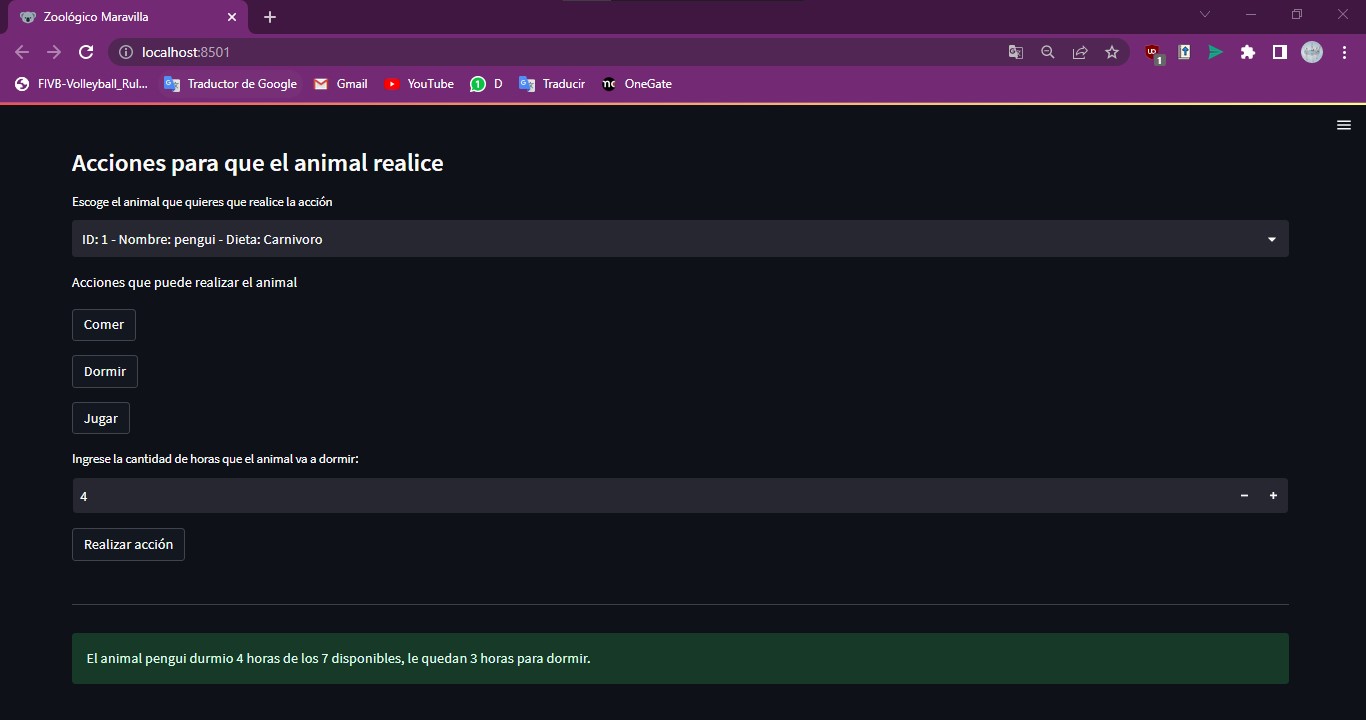 Zoológico Maravilla
localhost:8501
1
FIVB-Volleyball_Rul...
Traductor de Google
Gmail
YouTube
1
D
Traducir
OneGate
Acciones para que el animal realice
Escoge el animal que quieres que realice la acción
ID: 1 - Nombre: pengui - Dieta: Carnivoro
Acciones que puede realizar el animal
Comer
Dormir
Jugar
Ingrese la cantidad de horas que el animal va a dormir:
4
Realizar acción
El animal pengui durmio 4 horas de los 7 disponibles, le quedan 3 horas para dormir.